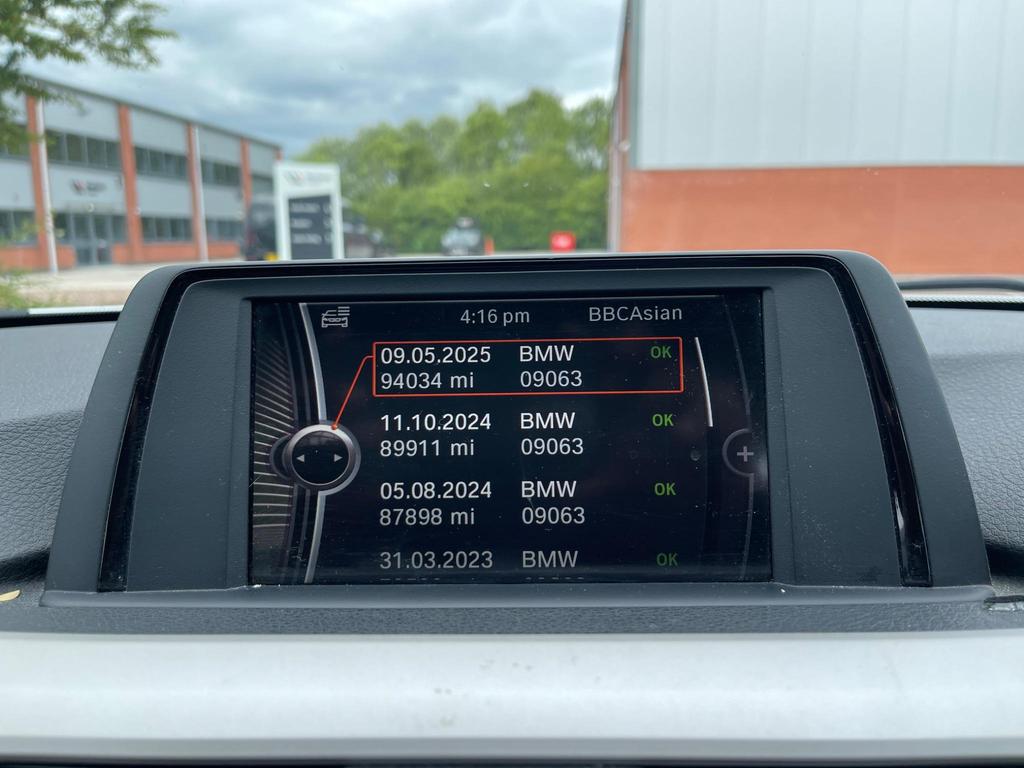 4:16 pm BBCAsian
09.05.2025 BMW OK
94034 mi 09063
11.10.2024 BMW OK
89911 mi 09063
05.08.2024 BMW OK
87898 mi 09063
31.03.2023 BMW OK
+